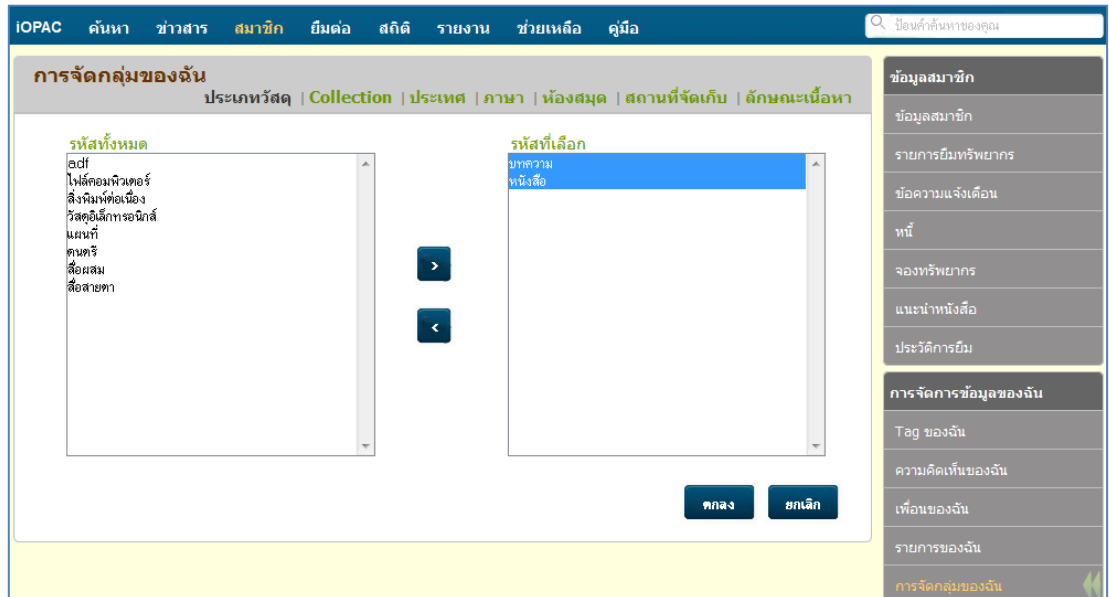 iOPAC ค้นหา ข่าวสาร สมาชิก ยืมต่อ สถิติ รายงาน ช่วยเหลือ คู่มือ
ป้อนคำค้นหาของคุณ
การจัดกลุ่มของฉัน
ประเภทวัสดุ | Collection | ประเทศ | ภาษา | ห้องสมุด | สถานที่จัดเก็บ | ลักษณะเนื้อหา
รหัสทั้งหมด
adf
ไฟล์คอมพิวเตอร์
สิ่งพิมพ์ต่อเนื่อง
วัสดุอิเล็กทรอนิกส์
แผนที่
ดนตรี
สื่อผสม
สื่อสายตา
>
<
รหัสที่เลือก
บทความ
หนังสือ
ตกลง
ยกเลิก
ข้อมูลสมาชิก
ข้อมูลสมาชิก
รายการยืมทรัพยากร
ข้อความแจ้งเตือน
หนี้
จองทรัพยากร
แนะนำหนังสือ
ประวัติการยืม
การจัดการข้อมูลของฉัน
Tag ของฉัน
ความคิดเห็นของฉัน
เพื่อนของฉัน
รายการของฉัน
การจัดกลุ่มของฉัน